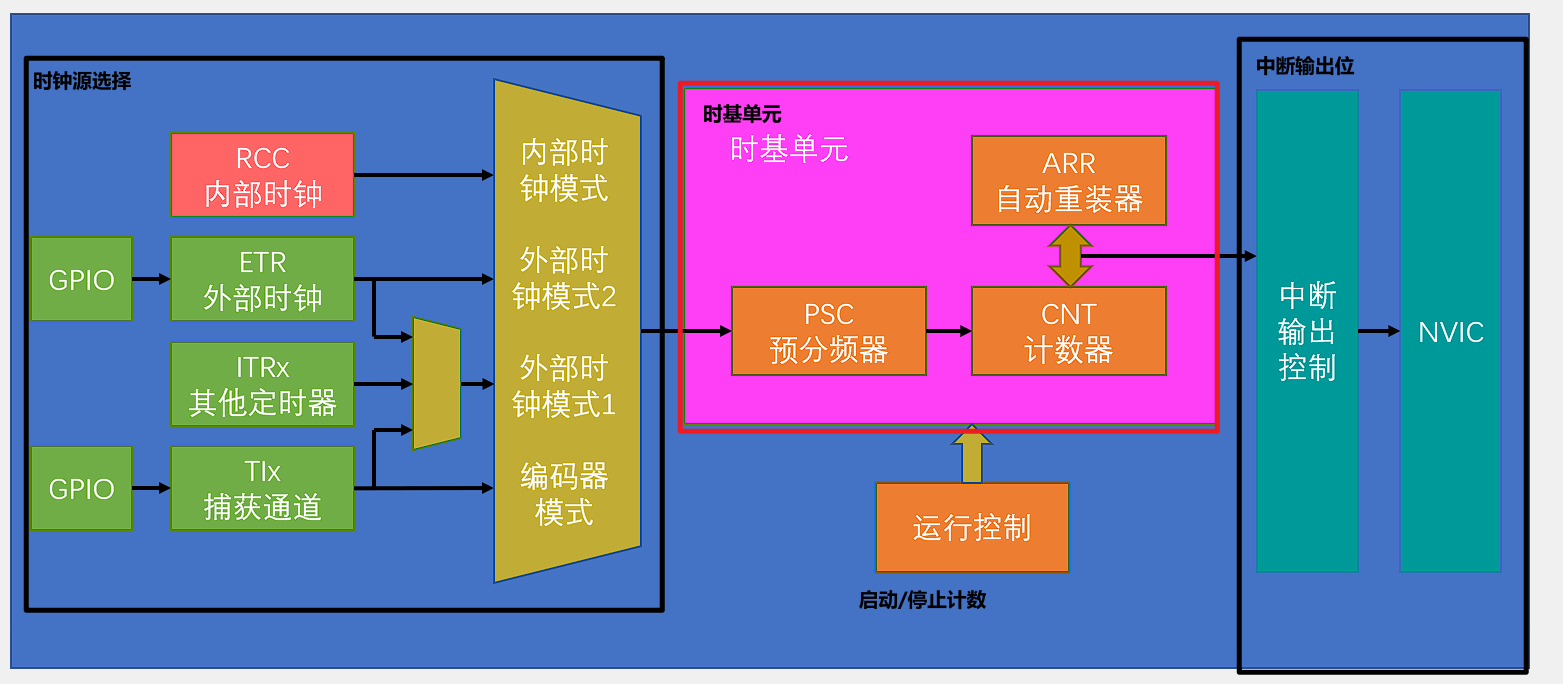 时钟源选择
RCC
内部时钟
GPIO
ETR
外部时钟
ITRx
其他定时器
GPIO
TIx
捕获通道
内部时
钟模式
外部时
钟模式2
外部时
钟模式1
编码器
模式
时基单元
时基单元
ARR
自动重装器
PSC
预分频器
CNT
计数器
运行控制
启动/停止计数
中断输出位
中断
输出
控制
NVIC